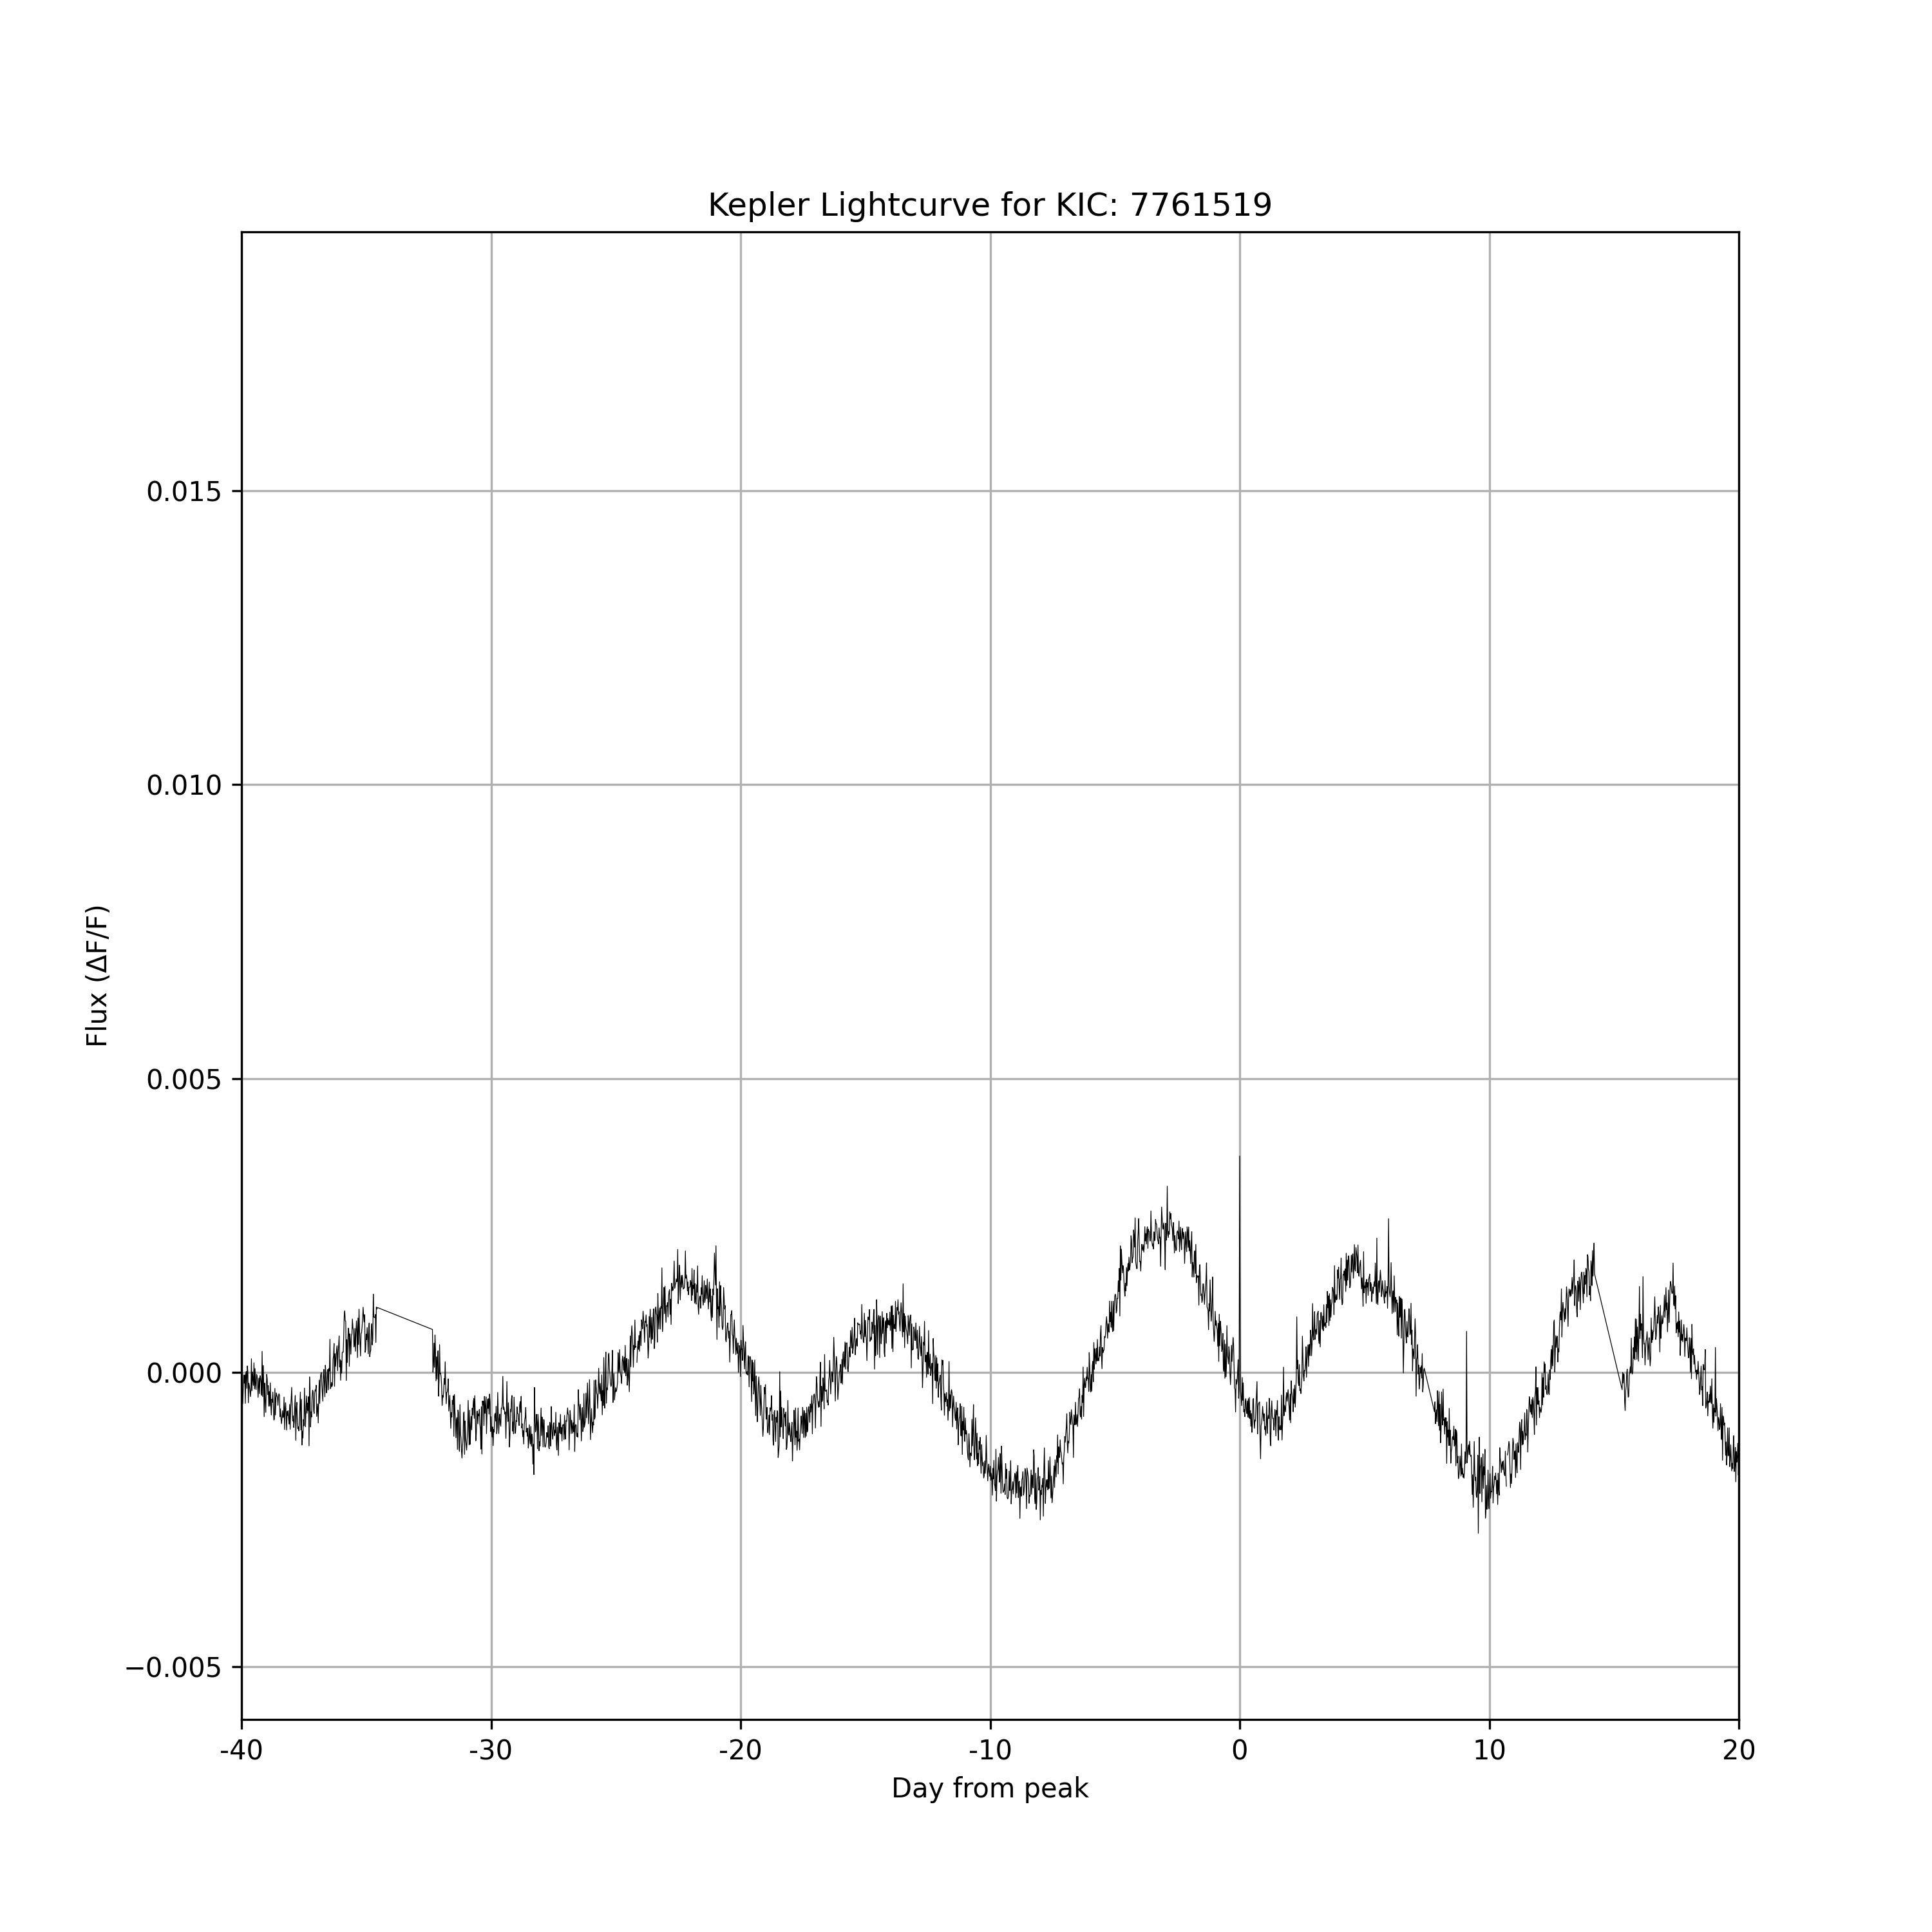 Kepler Lightcurve for KIC: 7761519
Flux (ΔF/F)
0.015
0.010
0.005
0.000
−0.005
-40 -30 -20 -10 0 10 20
Day from peak